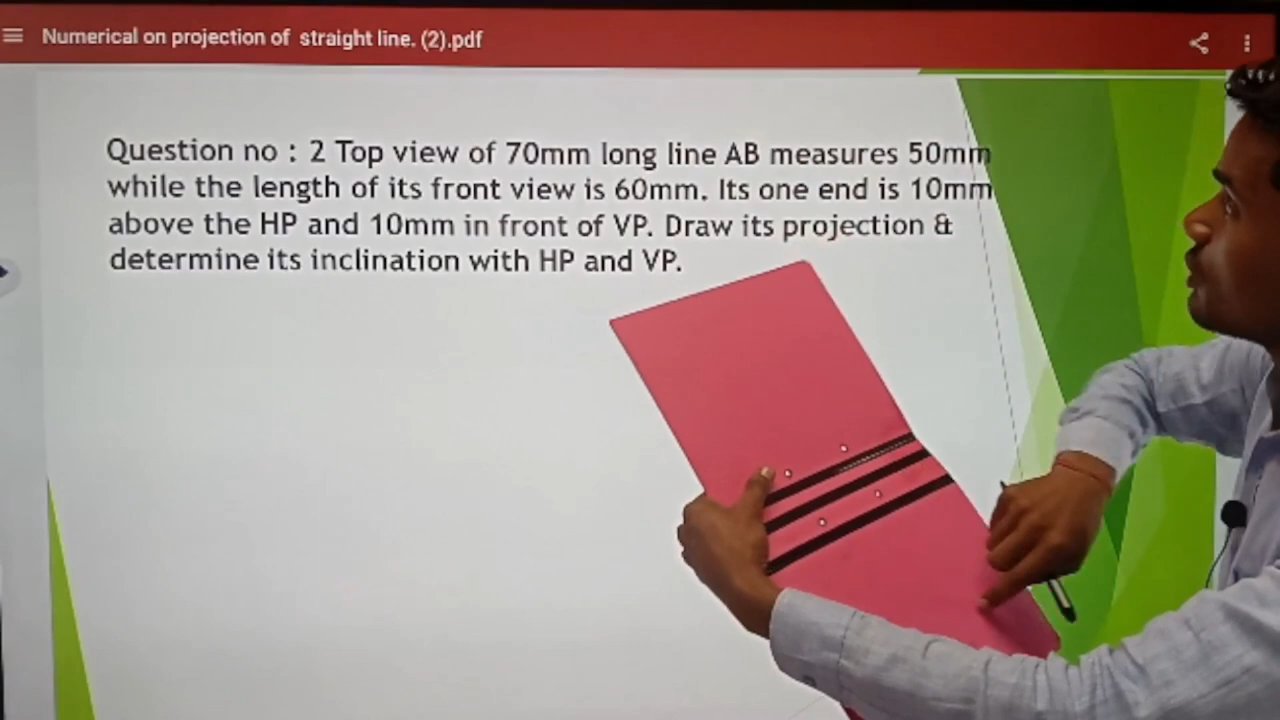 Numerical on projection of straight line. (2).pdf
Question no : 2 Top view of 70mm long line AB measures 50mm
while the length of its front view is 60mm. Its one end is 10mm
above the HP and 10mm in front of VP. Draw its projection &
determine its inclination with HP and VP.